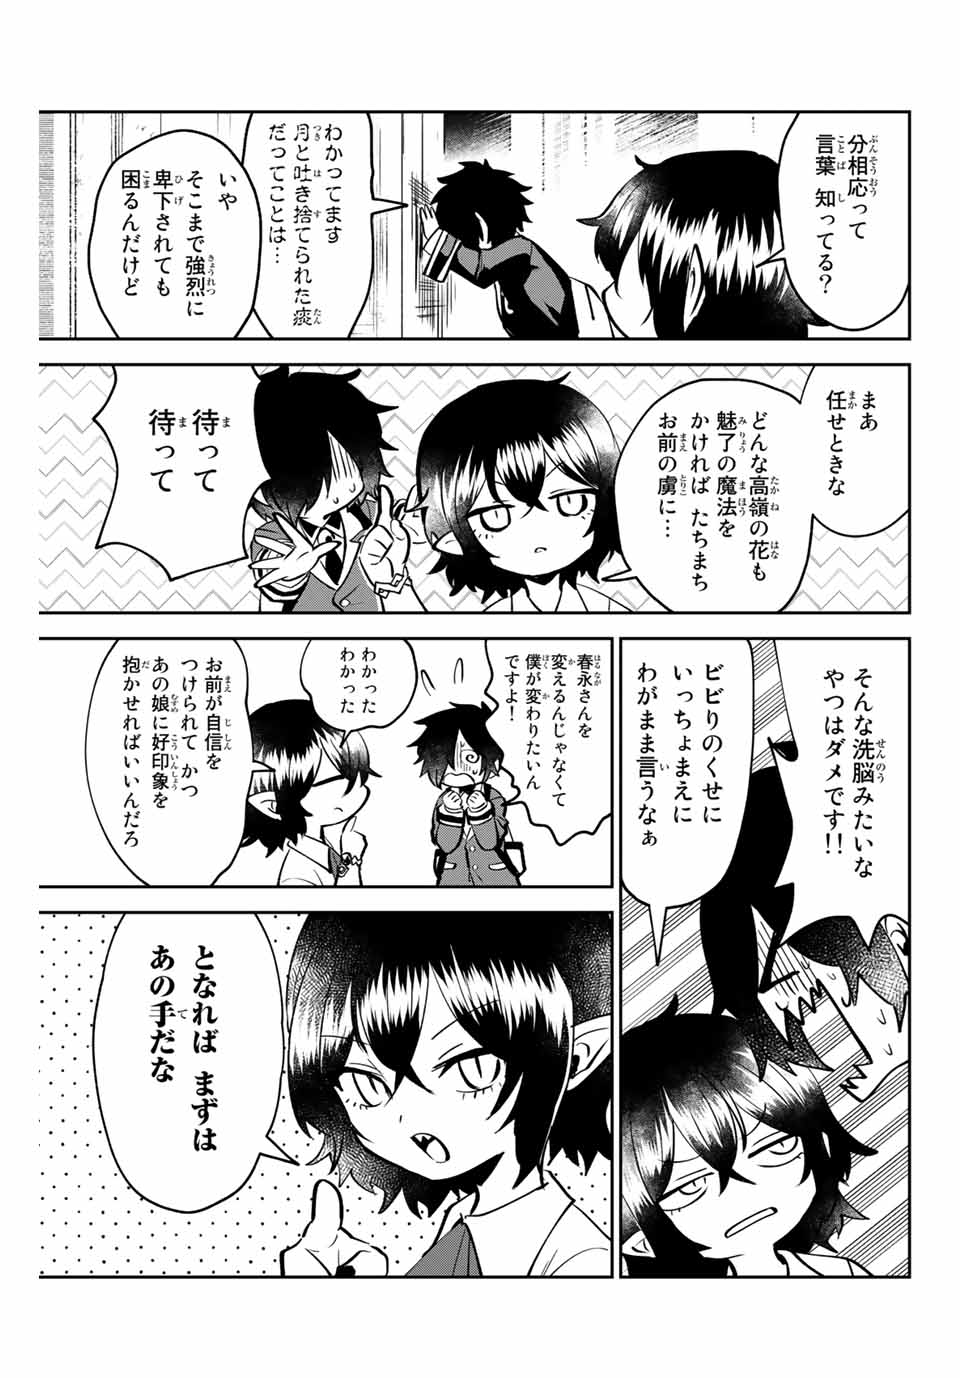 分相応って
言葉 知ってる?
わかってます
月と吐き捨てられた痰
だってことは…
いや
そこまで強烈に
卑下されても
困るんだけど
まあ
任せときな
どんな高嶺の花も
魅了の魔法を
かければ たちまち
お前の虜に…
待って
待って
そんな洗脳みたいな
やつはダメです!!
ビビりのくせに
いっちょまえに
わがまま言うなぁ
春永さんを
変えるんじゃなくて
僕が変わりたいん
ですよ!
わかった
わかった
お前が自信を
つけられて かつ
あの娘に好印象を
抱かせればいいんだろ
となれば まずは
あの手だな